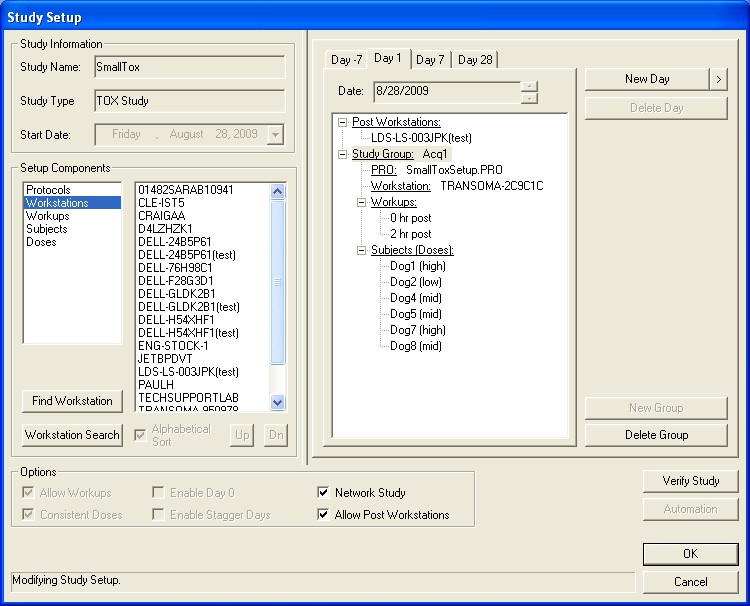 Study Setup
Study Information
Study Name: SmallTox
Study Type TOX Study
Start Date: Friday , August 28, 2009
Setup Components
Protocols
Workstations
Workups
Subjects
Doses
01482SARAB10941
CLE-IST5
CRAIGAA
D4LZHZK1
DELL-24B5P61
DELL-24B5P61(test)
DELL-76H98C1
DELL-F28G3D1
DELL-GLDK2B1
DELL-GLDK2B1(test)
DELL-H54XHF1
DELL-H54XHF1(test)
ENG-STOCK-1
JETBPDVT
LDS-LS-003JPK(test)
PAULH
TECHSUPPORTLAB
TRANSOMA-950978
Find Workstation
Workstation Search
Alphabetical
Sort
Up
Dn
Day -7
Day 1
Day 7
Day 28
Date: 8/28/2009
Post Workstations:
LDS-LS-003JPK(test)
Study Group: Acq1
PRO: SmallToxSetup.PRO
Workstation: TRANSOMA-2C9C1C
Workups:
0 hr post
2 hr post
Subjects (Doses):
Dog1 (high)
Dog2 (low)
Dog4 (mid)
Dog5 (mid)
Dog7 (high)
Dog8 (mid)
New Day >
Delete Day
New Group
Delete Group
Options
Allow Workups
Enable Day 0
Network Study
Consistent Doses
Enable Stagger Days
Allow Post Workstations
Verify Study
Automation
OK
Modifying Study Setup.
Cancel